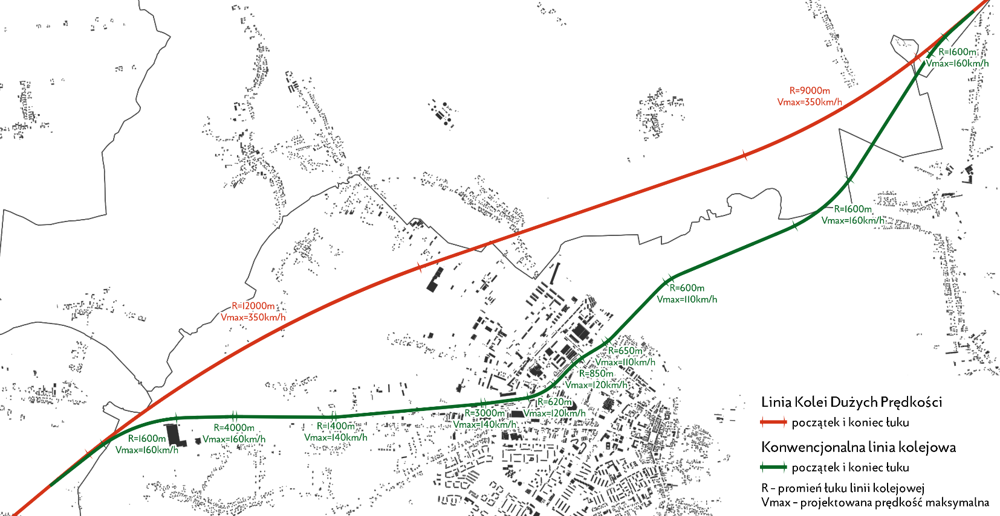 R=1600m
Vmax=160km/h
R=9000m
Vmax=350km/h
R=1600m
Vmax=160km/h
R=600m
Vmax=110km/h
R=12000m
Vmax=350km/h
R=650m
Vmax=110km/h
R=850m
Vmax=120km/h
R=620m
Vmax=120km/h
R=3000m
Vmax=140km/h
R=1400m
Vmax=140km/h
R=4000m
Vmax=160km/h
R=1600m
Vmax=160km/h
Linia Kolei Dużych Prędkości
początek i koniec łuku
Konwencjonalna linia kolejowa
początek i koniec łuku
R - promień łuku linii kolejowej
Vmax - projektowana prędkość maksymalna